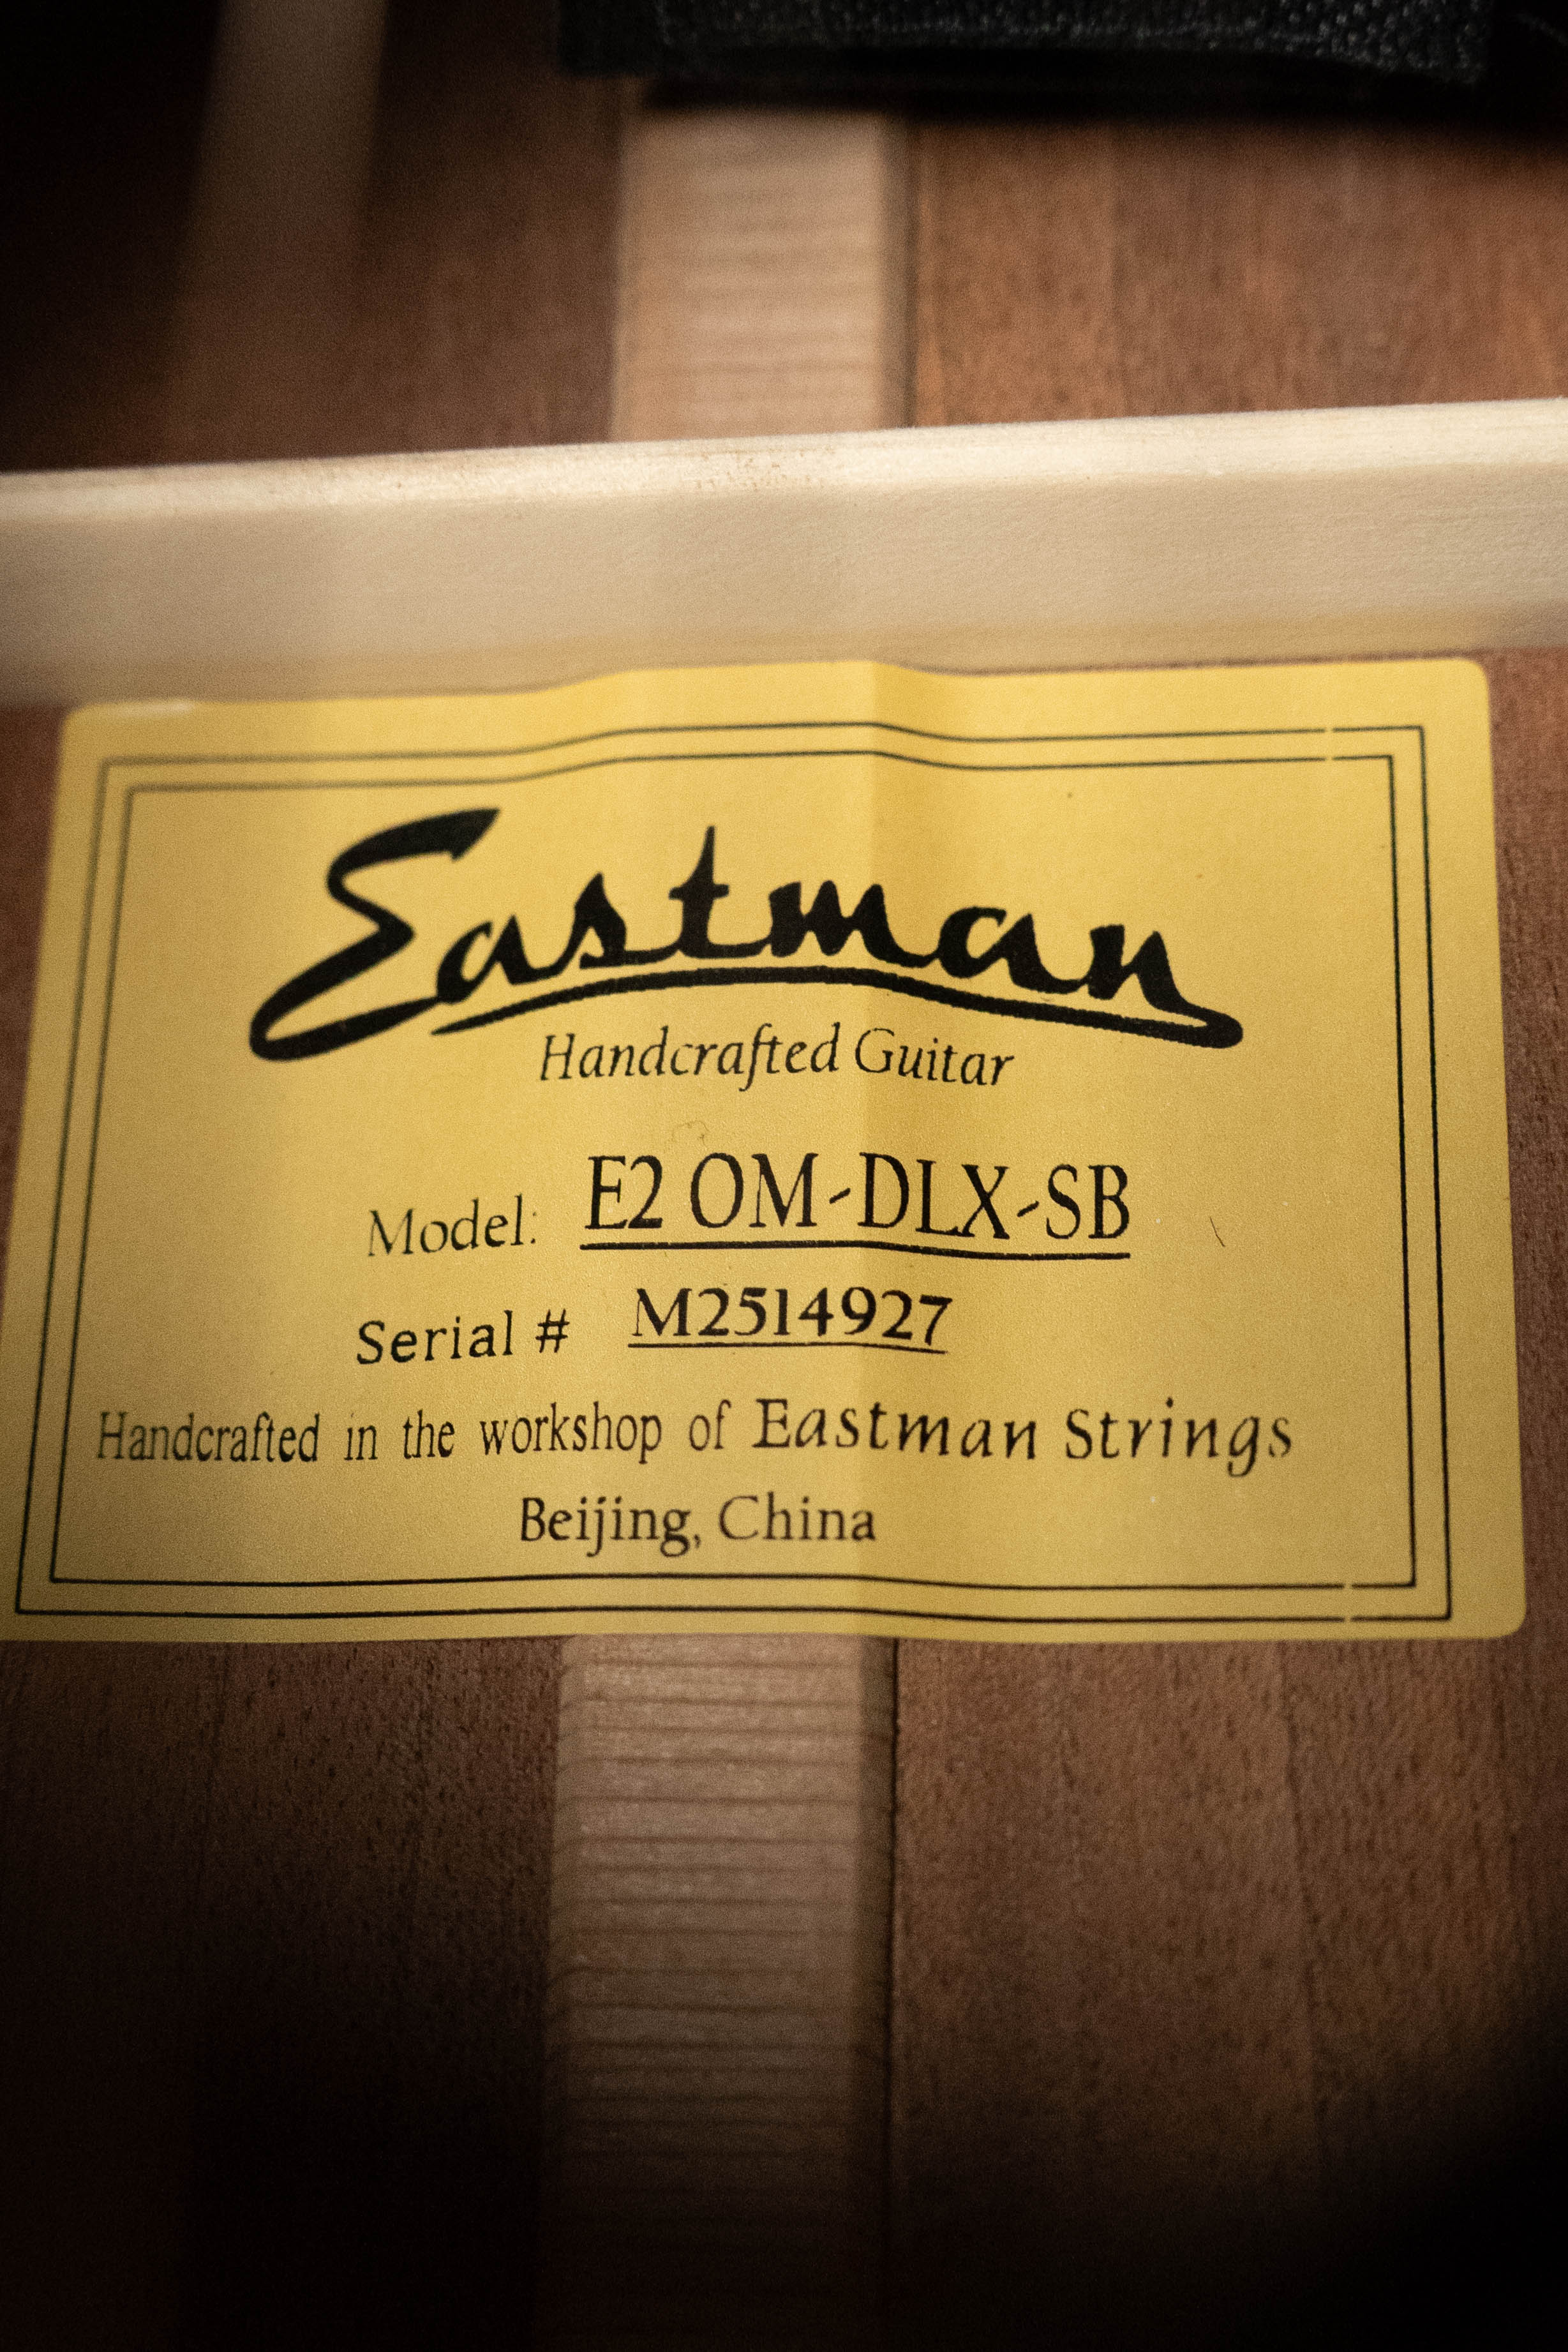 Eastman
Handcrafted Guitar
Model: E2 OM-DLX-SB
Serial # M2514927
Handcrafted in the workshop of Eastman Strings
Beijing, China